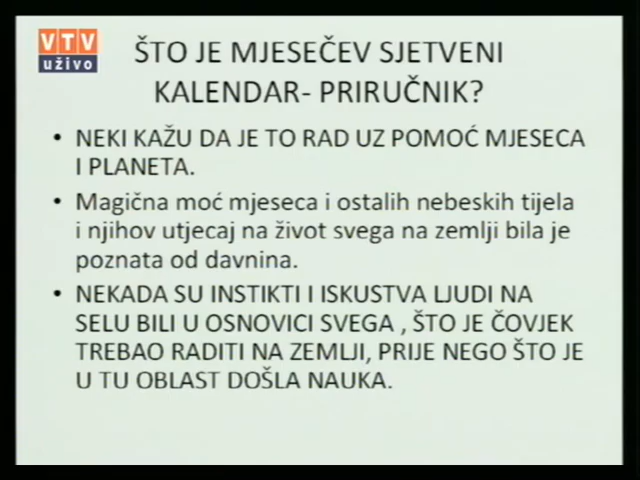 VTV
uživo
ŠTO JE MJESEČEV SJETVENI
KALENDAR- PRIRUČNIK?
• NEKI KAŽU DA JE TO RAD UZ POMOĆ MJESECA
I PLANETA.
• Magična moć mjeseca i ostalih nebeskih tijela
i njihov utjecaj na život svega na zemlji bila je
poznata od davnina.
• NEKADA SU INSTIKTI I ISKUSTVA LJUDI NA
SELU BILI U OSNOVICI SVEGA , ŠTO JE ČOVJEK
TREBAO RADITI NA ZEMLJI, PRIJE NEGO ŠTO JE
U TU OBLAST DOŠLA NAUKA.